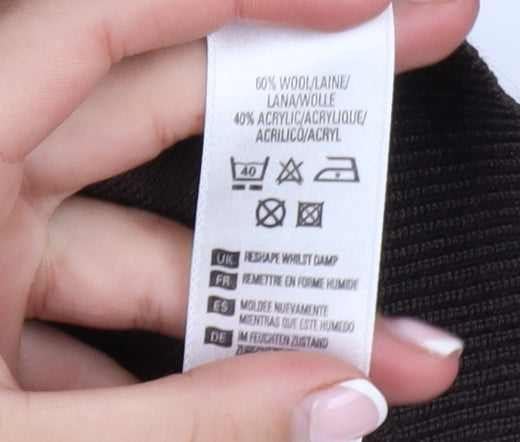 60% WOOL/LAINE/
LANA/WOLLE
40% ACRYLIC/ACRYLIQUE/
ACRILICO/ACRYL
40
UK RESHAPE WHILST DAMP
FR REMETTRE EN FORME HUMIDE
ES MOLDEE NUEVAMENTE
MIENTRAS QUE ESTE HUMEDO
DE IM FEUCHTEN ZUSTAND